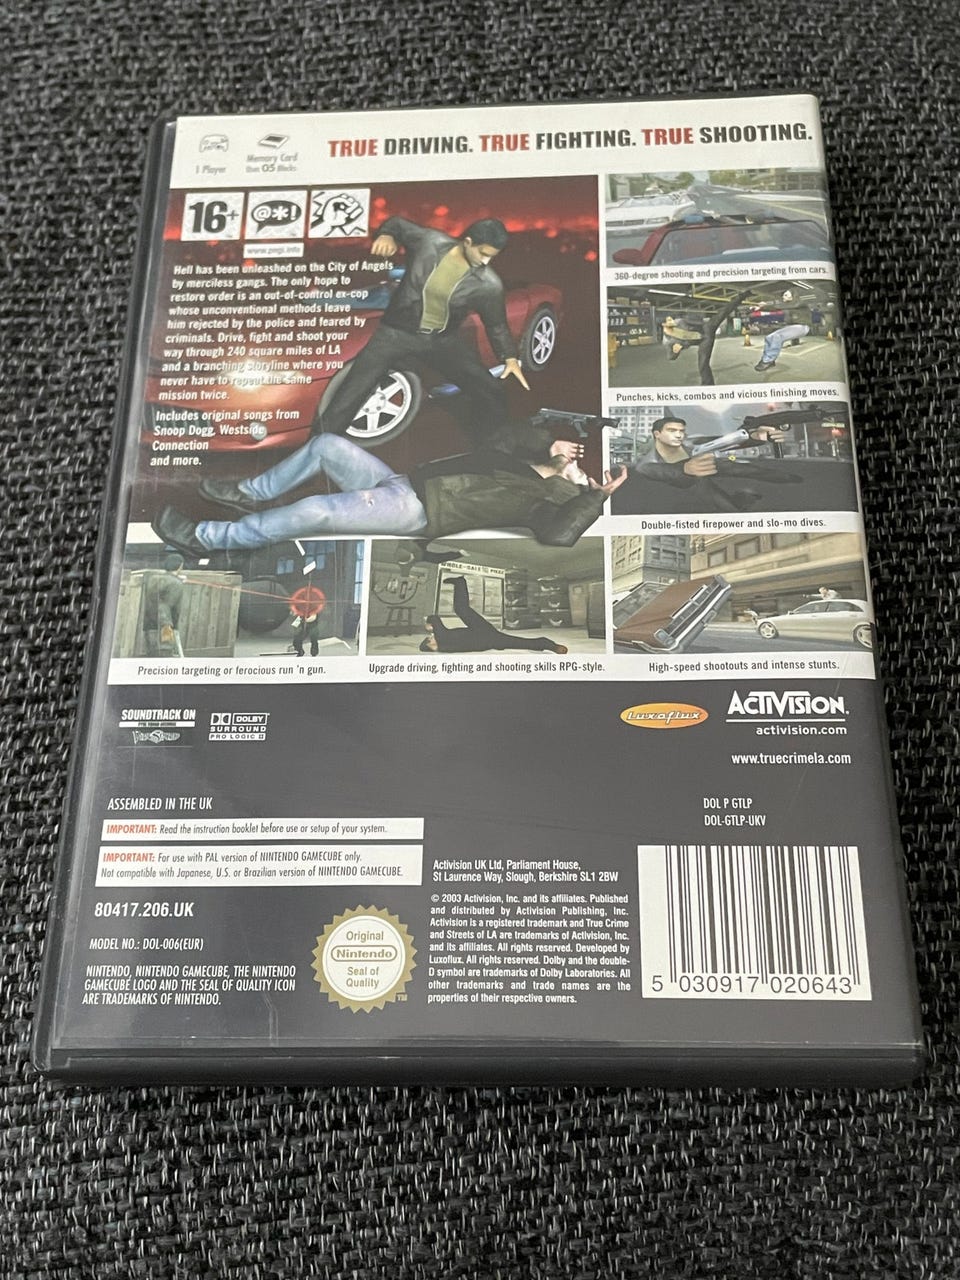 TRUE DRIVING. TRUE FIGHTING. TRUE SHOOTING.
1 Player
Memory Card
05 Blocks
16+
@*!
www.pegi.info
Hell has been unleashed on the City of Angels
by merciless gangs. The only hope to
restore order is an out-of-control ex-cop
whose unconventional methods leave
him rejected by the police and feared by
criminals. Drive, fight and shoot your
way through 240 square miles of LA
and a branching storyline where you
never have to repeat the same
mission twice.
Includes original songs from
Snoop Dogg, Westside
Connection
and more.
360-degree shooting and precision targeting from cars.
Punches, kicks, combos and vicious finishing moves.
Double-fisted firepower and slo-mo dives.
Precision targeting or ferocious run 'n gun.
Upgrade driving, fighting and shooting skills RPG-style.
High-speed shootouts and intense stunts.
SOUNDTRACK ON
DOLBY
SURROUND
PRO LOGIC II
Luxoflux
ACTIVISION.
activision.com
www.truecrimela.com
ASSEMBLED IN THE UK
IMPORTANT: Read the instruction booklet before use or setup of your system.
IMPORTANT: For use with PAL version of NINTENDO GAMECUBE only.
Not compatible with Japanese, U.S. or Brazilian version of NINTENDO GAMECUBE.
80417.206.UK
MODEL NO.: DOL-006(EUR)
NINTENDO, NINTENDO GAMECUBE, THE NINTENDO
GAMECUBE LOGO AND THE SEAL OF QUALITY ICON
ARE TRADEMARKS OF NINTENDO.
Original
Nintendo
Seal of
Quality
TM
Activision UK Ltd, Parliament House,
St Laurence Way, Slough, Berkshire SL1 2BW
© 2003 Activision, Inc. and its affiliates. Published
and distributed by Activision Publishing, Inc.
Activision is a registered trademark and True Crime
and Streets of LA are trademarks of Activision, Inc.
and its affiliates. All rights reserved. Developed by
Luxoflux. All rights reserved. Dolby and the double-
D symbol are trademarks of Dolby Laboratories. All
other trademarks and trade names are the
properties of their respective owners.
DOL P GTLP
DOL-GTLP-UKV
5 030917 020643